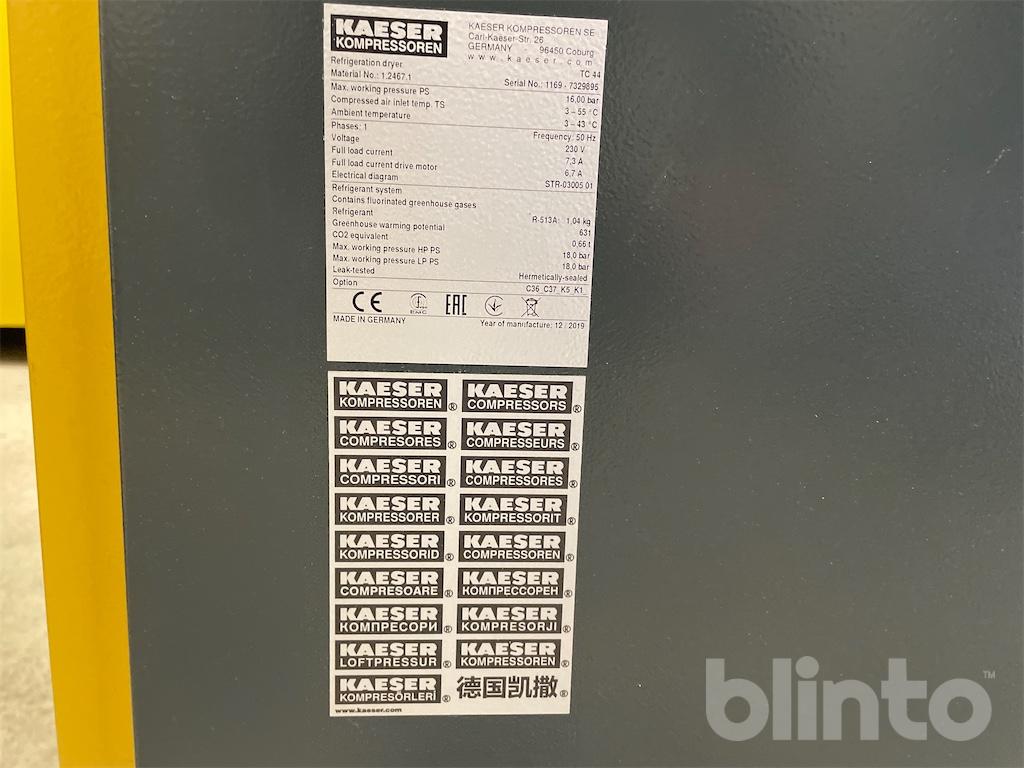 KAESER
KOMPRESSOREN
KAESER KOMPRESSOREN SE
Carl-Kaeser-Str. 26
GERMANY 96450 Coburg
www.kaeser.com
Refrigeration dryer TC 44
Material No.: 1.2467.1 Serial No.: 1169 - 7329895
Max. working pressure PS 16,00 bar
Compressed air inlet temp. TS 3 – 55 °C
Ambient temperature 3 – 43 °C
Phases: 1 Frequency: 50 Hz
Voltage 230 V
Full load current 7,3 A
Full load current drive motor 6,7 A
Electrical diagram STR-03005 01
Refrigerant system
Contains fluorinated greenhouse gases
Refrigerant R-513A: 1,04 kg
Greenhouse warming potential 631
CO2 equivalent 0,66 t
Max. working pressure HP PS 18,0 bar
Max. working pressure LP PS 18,0 bar
Leak-tested Hermetically-sealed
Option C36_C37_K5_K1_
CE EMC EAC
MADE IN GERMANY Year of manufacture: 12 / 2019
KAESER KOMPRESSOREN ® KAESER COMPRESSORS ®
KAESER COMPRESORES ® KAESER COMPRESSEURS ®
KAESER COMPRESSORI ® KAESER COMPRESSORES ®
KAESER KOMPRESSORER ® KAESER KOMPRESSORIT ®
KAESER KOMPRESSORID ® KAESER COMPRESSOREN ®
KAESER COMPRESOARE ® KAESER КОМПРЕССОРЕН ®
KAESER КОМПРЕСОРИ ® KAESER KOMPRESORJI ®
KAESER LOFTPRESSUR ® KAESER KOMPRESSOREN ®
KAESER KOMPRESÖRLERİ ® 德国凯撒 ®
www.kaeser.com
blinto™